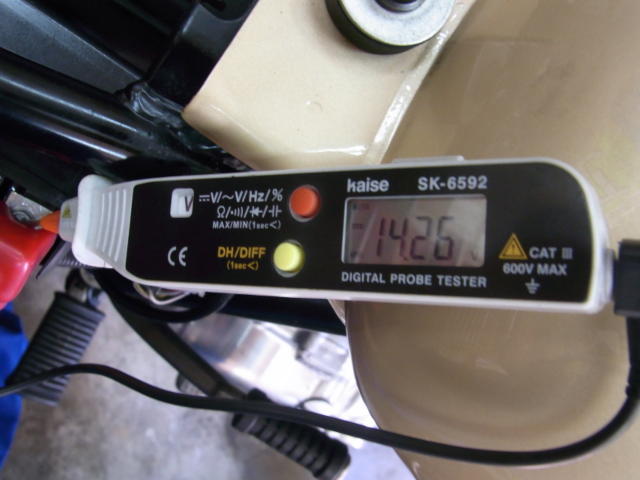 V
⎓V/～V/Hz/%
Ω/•)))/▶|/⊣⊢
MAX/MIN(1sec<)
CE
DH/DIFF
(1sec<)
kaise SK-6592
14.26 V
DIGITAL PROBE TESTER
CAT III
600V MAX